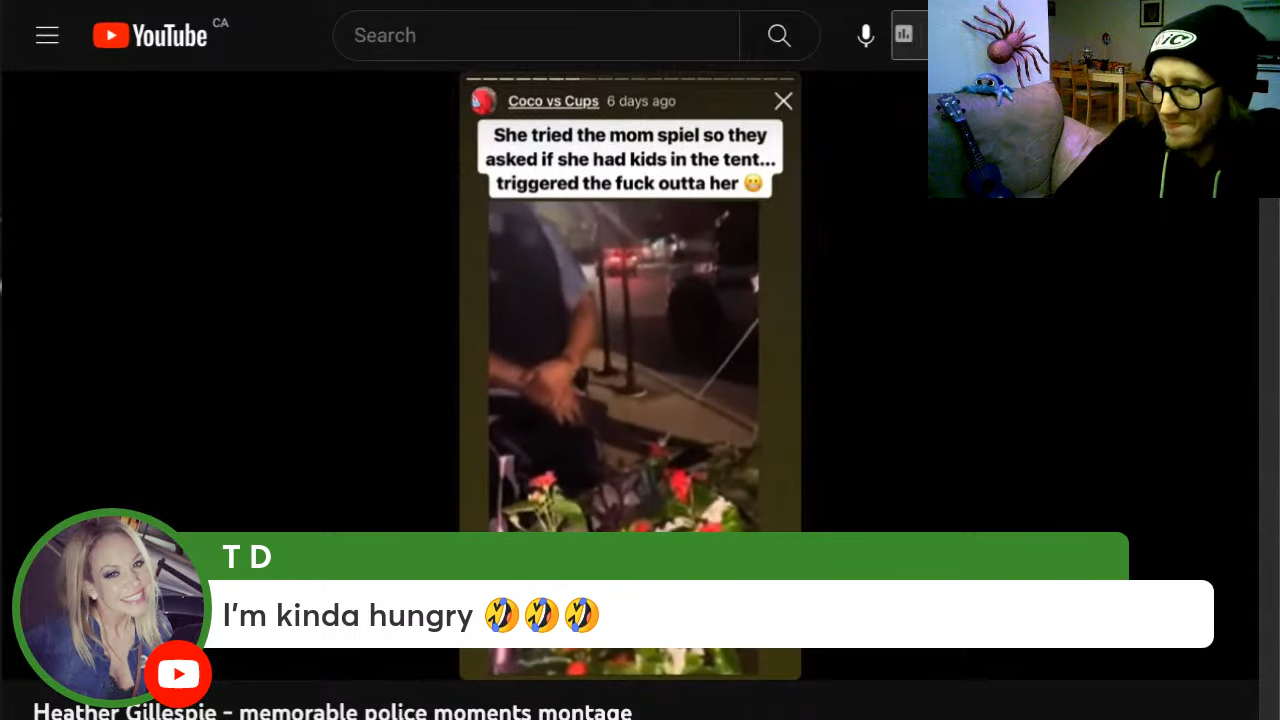 YouTube CA
Search
Coco vs Cups 6 days ago
She tried the mom spiel so they
asked if she had kids in the tent...
triggered the fuck outta her 😬
BIC
T D
I'm kinda hungry 🤣🤣🤣
Heather Gillespie - memorable police moments montage